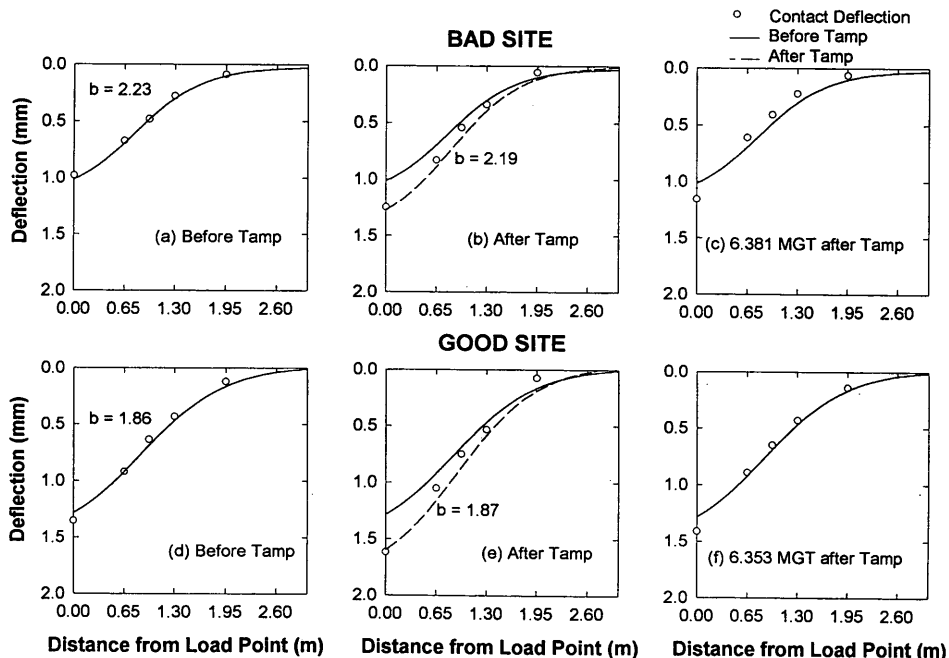 Contact Deflection
Before Tamp
After Tamp
BAD SITE
Deflection (mm)
0.0
0.5
1.0
1.5
2.0
b = 2.23
(a) Before Tamp
0.00 0.65 1.30 1.95 2.60
0.0
0.5
1.0
1.5
2.0
b = 2.19
(b) After Tamp
0.00 0.65 1.30 1.95 2.60
0.0
0.5
1.0
1.5
2.0
(c) 6.381 MGT after Tamp
0.00 0.65 1.30 1.95 2.60
GOOD SITE
Deflection (mm)
0.0
0.5
1.0
1.5
2.0
b = 1.86
(d) Before Tamp
0.00 0.65 1.30 1.95 2.60
Distance from Load Point (m)
0.0
0.5
1.0
1.5
2.0
b = 1.87
(e) After Tamp
0.00 0.65 1.30 1.95 2.60
Distance from Load Point (m)
0.0
0.5
1.0
1.5
2.0
(f) 6.353 MGT after Tamp
0.00 0.65 1.30 1.95 2.60
Distance from Load Point (m)